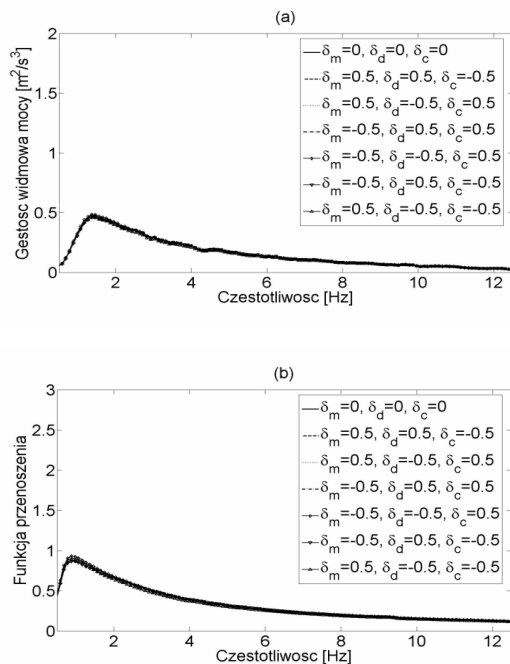 (a)
Gestosc widmowa mocy [m²/s³]
2
1.5
1
0.5
0
δm=0, δd=0, δc=0
δm=0.5, δd=0.5, δc=-0.5
δm=0.5, δd=-0.5, δc=0.5
δm=-0.5, δd=0.5, δc=0.5
δm=-0.5, δd=-0.5, δc=0.5
δm=-0.5, δd=0.5, δc=-0.5
δm=0.5, δd=-0.5, δc=-0.5
2 4 6 8 10 12
Czestotliwosc [Hz]
(b)
Funkcja przenoszenia
3
2.5
2
1.5
1
0.5
0
δm=0, δd=0, δc=0
δm=0.5, δd=0.5, δc=-0.5
δm=0.5, δd=-0.5, δc=0.5
δm=-0.5, δd=0.5, δc=0.5
δm=-0.5, δd=-0.5, δc=0.5
δm=-0.5, δd=0.5, δc=-0.5
δm=0.5, δd=-0.5, δc=-0.5
2 4 6 8 10 12
Czestotliwosc [Hz]